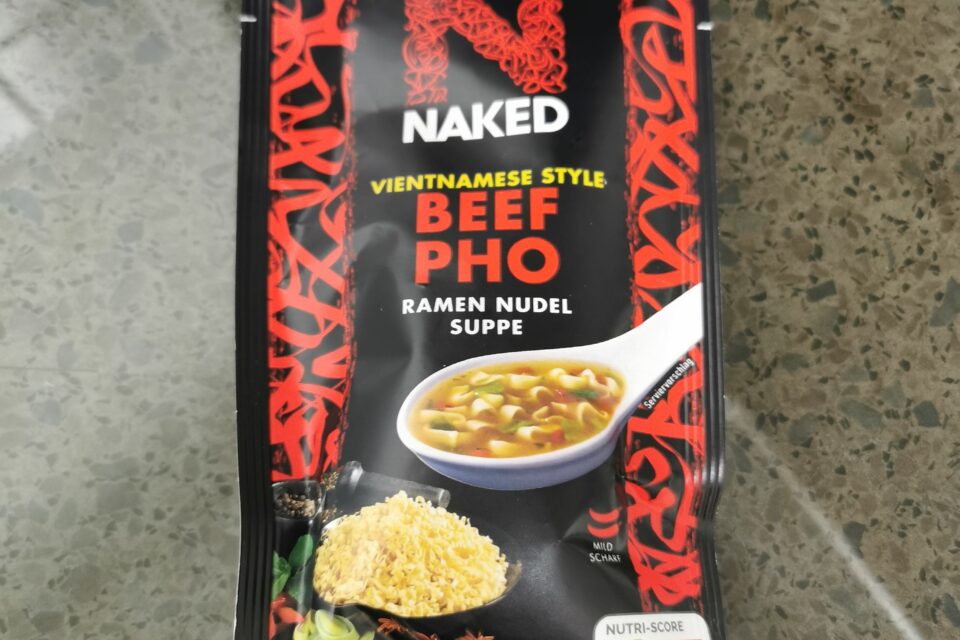 N
NAKED
VIENTNAMESE STYLE
BEEF
PHO
RAMEN NUDEL
SUPPE
Serviervorschlag
MILD
SCHARF
NUTRI-SCORE